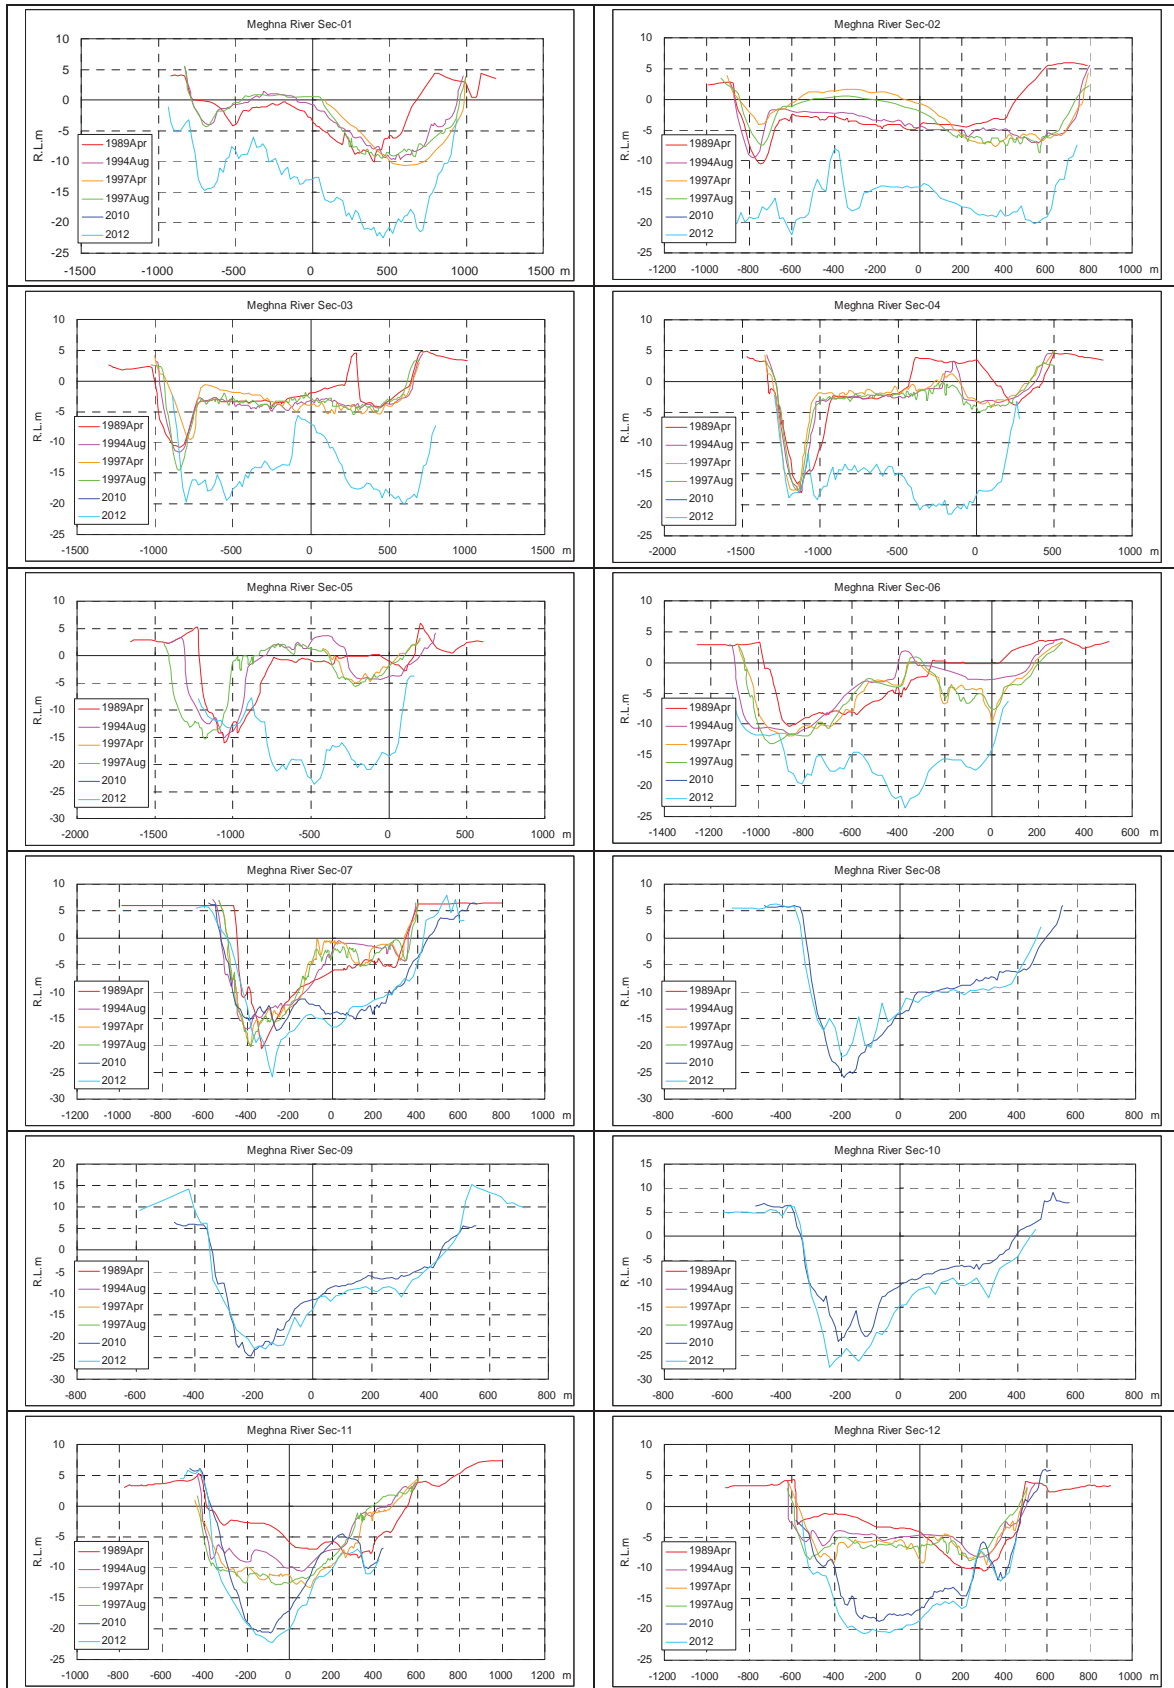 Meghna River Sec-01
10
5
0
-5
-10
-15
-20
-25
R.L.m
1989Apr
1994Aug
1997Apr
1997Aug
2010
2012
-1500 -1000 -500 0 500 1000 1500 m
Meghna River Sec-02
10
5
0
-5
-10
-15
-20
-25
R.L.m
1989Apr
1994Aug
1997Apr
1997Aug
2010
2012
-1200 -1000 -800 -600 -400 -200 0 200 400 600 800 1000 m
Meghna River Sec-03
10
5
0
-5
-10
-15
-20
-25
R.L.m
1989Apr
1994Aug
1997Apr
1997Aug
2010
2012
-1500 -1000 -500 0 500 1000 1500 m
Meghna River Sec-04
10
5
0
-5
-10
-15
-20
-25
R.L.m
1989Apr
1994Aug
1997Apr
1997Aug
2010
2012
-2000 -1500 -1000 -500 0 500 1000 m
Meghna River Sec-05
10
5
0
-5
-10
-15
-20
-25
-30
R.L.m
1989Apr
1994Aug
1997Apr
1997Aug
2010
2012
-2000 -1500 -1000 -500 0 500 1000 m
Meghna River Sec-06
10
5
0
-5
-10
-15
-20
-25
R.L.m
1989Apr
1994Aug
1997Apr
1997Aug
2010
2012
-1400 -1200 -1000 -800 -600 -400 -200 0 200 400 600 m
Meghna River Sec-07
10
5
0
-5
-10
-15
-20
-25
-30
R.L.m
1989Apr
1994Aug
1997Apr
1997Aug
2010
2012
-1200 -1000 -800 -600 -400 -200 0 200 400 600 800 1000 m
Meghna River Sec-08
10
5
0
-5
-10
-15
-20
-25
-30
R.L.m
1989Apr
1994Aug
1997Apr
1997Aug
2010
2012
-800 -600 -400 -200 0 200 400 600 800 m
Meghna River Sec-09
20
15
10
5
0
-5
-10
-15
-20
-25
-30
R.L.m
1989Apr
1994Aug
1997Apr
1997Aug
2010
2012
-800 -600 -400 -200 0 200 400 600 800 m
Meghna River Sec-10
15
10
5
0
-5
-10
-15
-20
-25
-30
R.L.m
1989Apr
1994Aug
1997Apr
1997Aug
2010
2012
-800 -600 -400 -200 0 200 400 600 800 m
Meghna River Sec-11
10
5
0
-5
-10
-15
-20
-25
R.L.m
1989Apr
1994Aug
1997Apr
1997Aug
2010
2012
-1000 -800 -600 -400 -200 0 200 400 600 800 1000 1200 m
Meghna River Sec-12
10
5
0
-5
-10
-15
-20
-25
R.L.m
1989Apr
1994Aug
1997Apr
1997Aug
2010
2012
-1200 -1000 -800 -600 -400 -200 0 200 400 600 800 1000 m